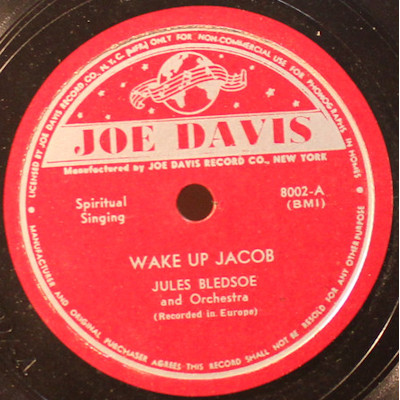 LICENSED BY JOE DAVIS RECORD CO., N.Y.C. (MFR.) ONLY FOR NON-COMMERCIAL USE FOR PHONOGRAPHS IN HOMES
JOE DAVIS
Manufactured by JOE DAVIS RECORD CO., NEW YORK
Spiritual
Singing
8002-A
(BMI)
WAKE UP JACOB
JULES BLEDSOE
and Orchestra
(Recorded in Europe)
MANUFACTURER AND ORIGINAL PURCHASER AGREES THIS RECORD SHALL NOT BE RESOLD FOR ANY OTHER PURPOSE